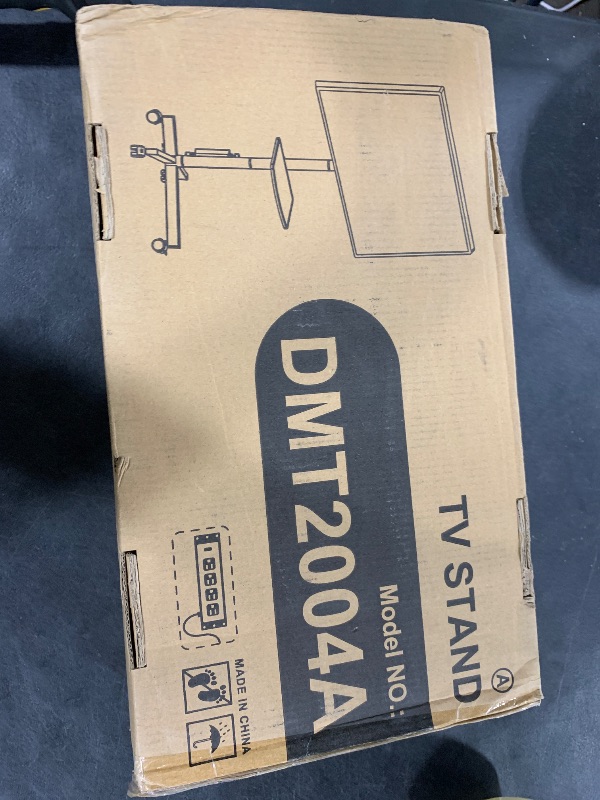 TV STAND Ⓐ
Model NO.:
DMT2004A
MADE IN CHINA